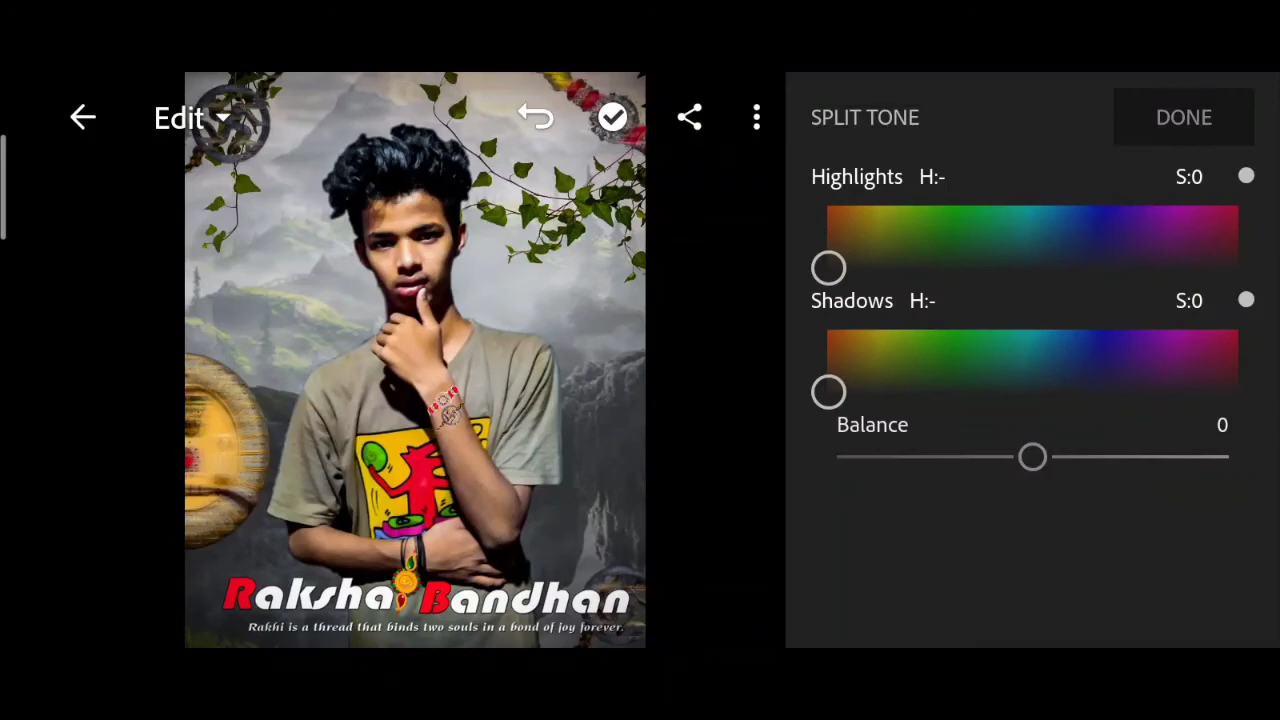 Edit
SPLIT TONE
DONE
Highlights H:- S:0
Shadows H:- S:0
Balance 0
Raksha Bandhan
Rakhi is a thread that binds two souls in a bond of joy forever.